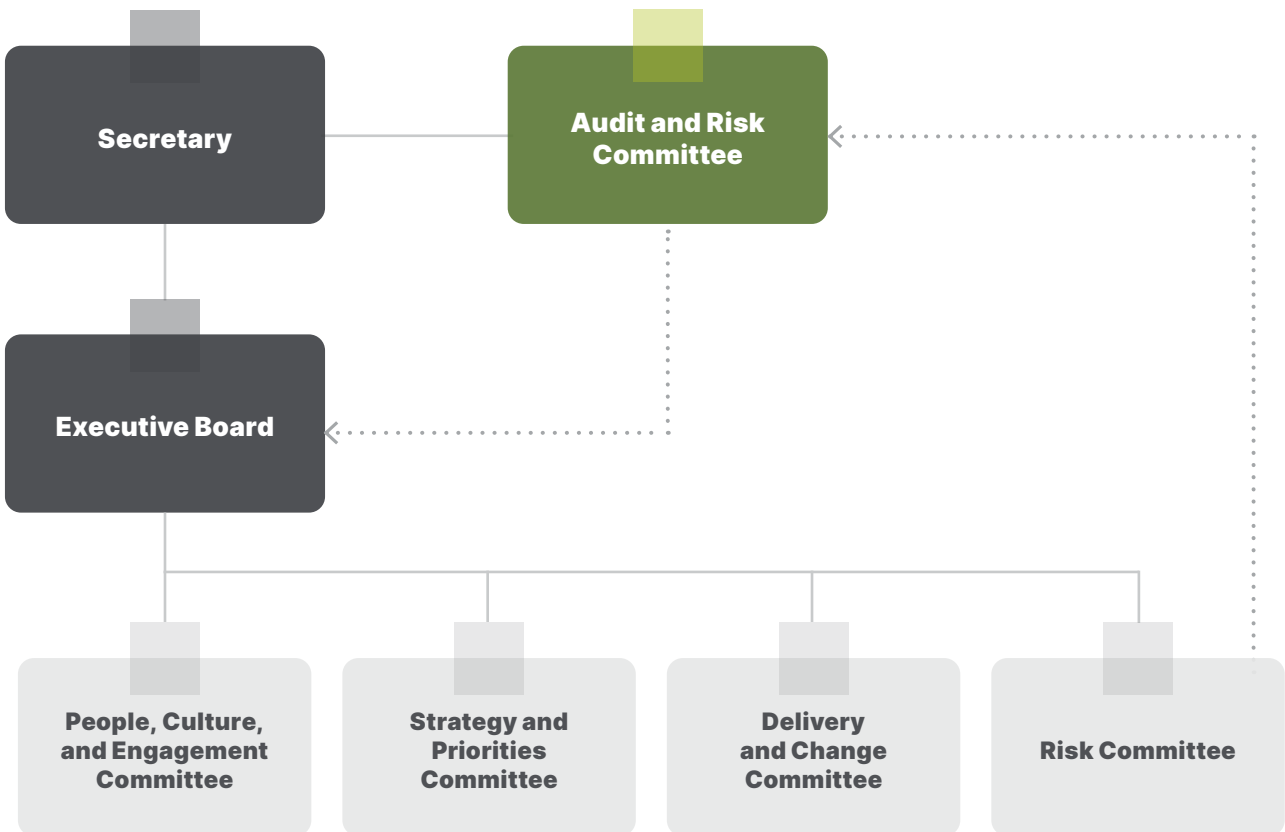 Secretary
Audit and Risk
Committee
Executive Board
People, Culture,
and Engagement
Committee
Strategy and
Priorities
Committee
Delivery
and Change
Committee
Risk Committee